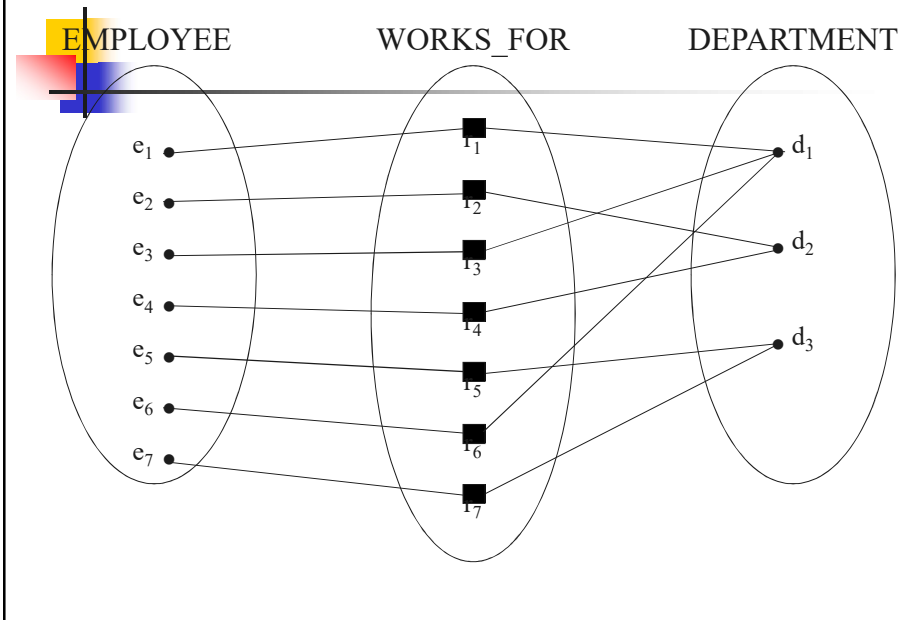 EMPLOYEE WORKS_FOR DEPARTMENT
e1 r1 d1
e2 r2
e3 r3 d2
e4 r4
e5 r5 d3
e6 r6
e7 r7